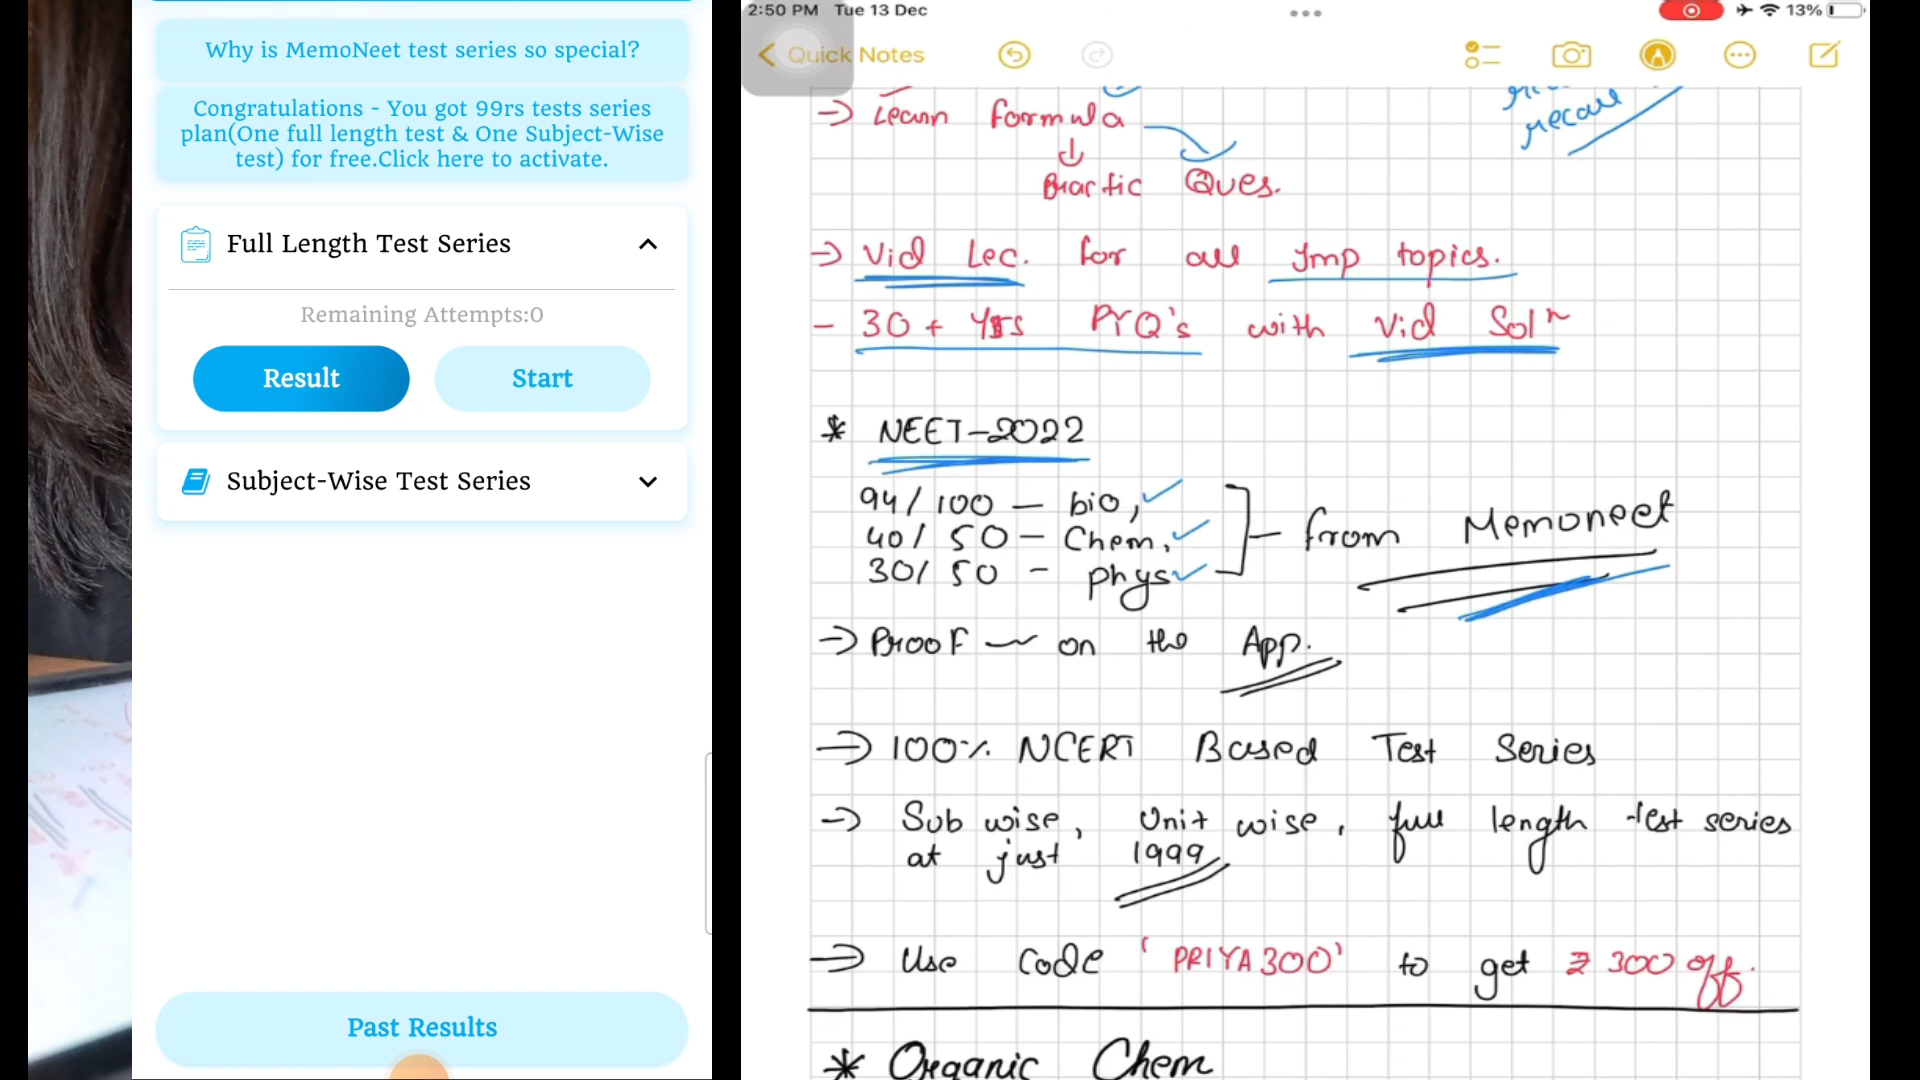 Why is MemoNeet test series so special?
Congratulations - You got 99rs tests series
plan(One full length test & One Subject-Wise
test) for free.Click here to activate.
Full Length Test Series
Remaining Attempts:0
Result
Start
Subject-Wise Test Series
Past Results
2:50 PM Tue 13 Dec
13%
Quick Notes
recall
→ Learn formula
Practic Ques.
→ Vid Lec. for all Imp topics.
- 30 + Yrs PYQ's with Vid Solⁿ
* NEET-2022
94/100 - bio,
40/50 - Chem,
30/50 - phys
from Memoneet
→ Proof on the App.
→ 100% NCERT Based Test Series
→ Sub wise, Unit wise, full length test series
at just 1999
→ Use Code 'PRIYA300' to get ₹ 300 off.
* Organic Chem